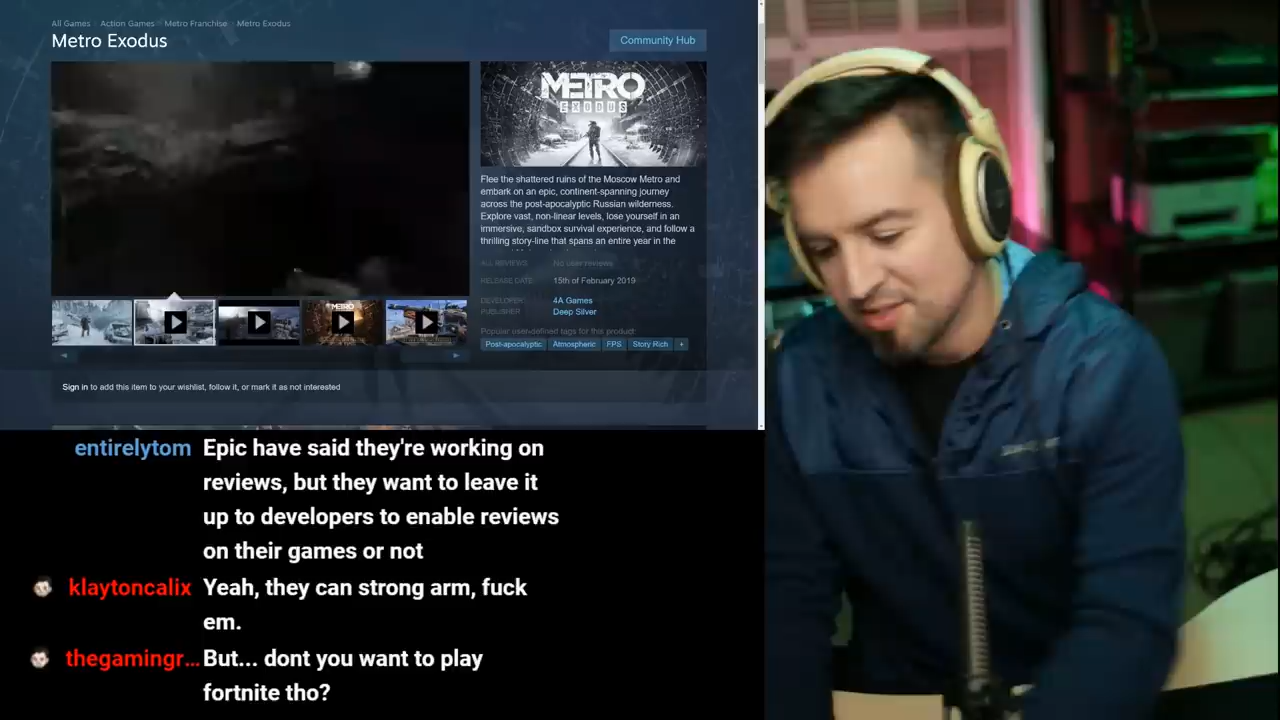 All Games > Action Games > Metro Franchise > Metro Exodus
Metro Exodus
Community Hub
METRO
EXODUS
Flee the shattered ruins of the Moscow Metro and
embark on an epic, continent-spanning journey
across the post-apocalyptic Russian wilderness.
Explore vast, non-linear levels, lose yourself in an
immersive, sandbox survival experience, and follow a
thrilling story-line that spans an entire year in the
ALL REVIEWS: No user reviews
RELEASE DATE: 15th of February 2019
DEVELOPER: 4A Games
PUBLISHER: Deep Silver
Popular user-defined tags for this product:
Post-apocalyptic Atmospheric FPS Story Rich +
METRO
Sign in to add this item to your wishlist, follow it, or mark it as not interested
entirelytom Epic have said they're working on
reviews, but they want to leave it
up to developers to enable reviews
on their games or not
klaytoncalix Yeah, they can strong arm, fuck
em.
thegamingr... But... dont you want to play
fortnite tho?